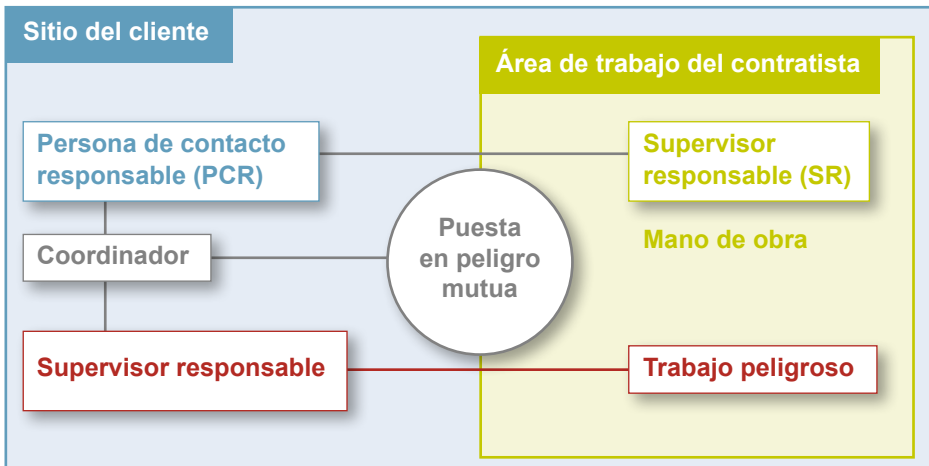 Sitio del cliente
Área de trabajo del contratista
Persona de contacto
responsable (PCR)
Supervisor
responsable (SR)
Puesta
en peligro
mutua
Mano de obra
Coordinador
Supervisor responsable
Trabajo peligroso